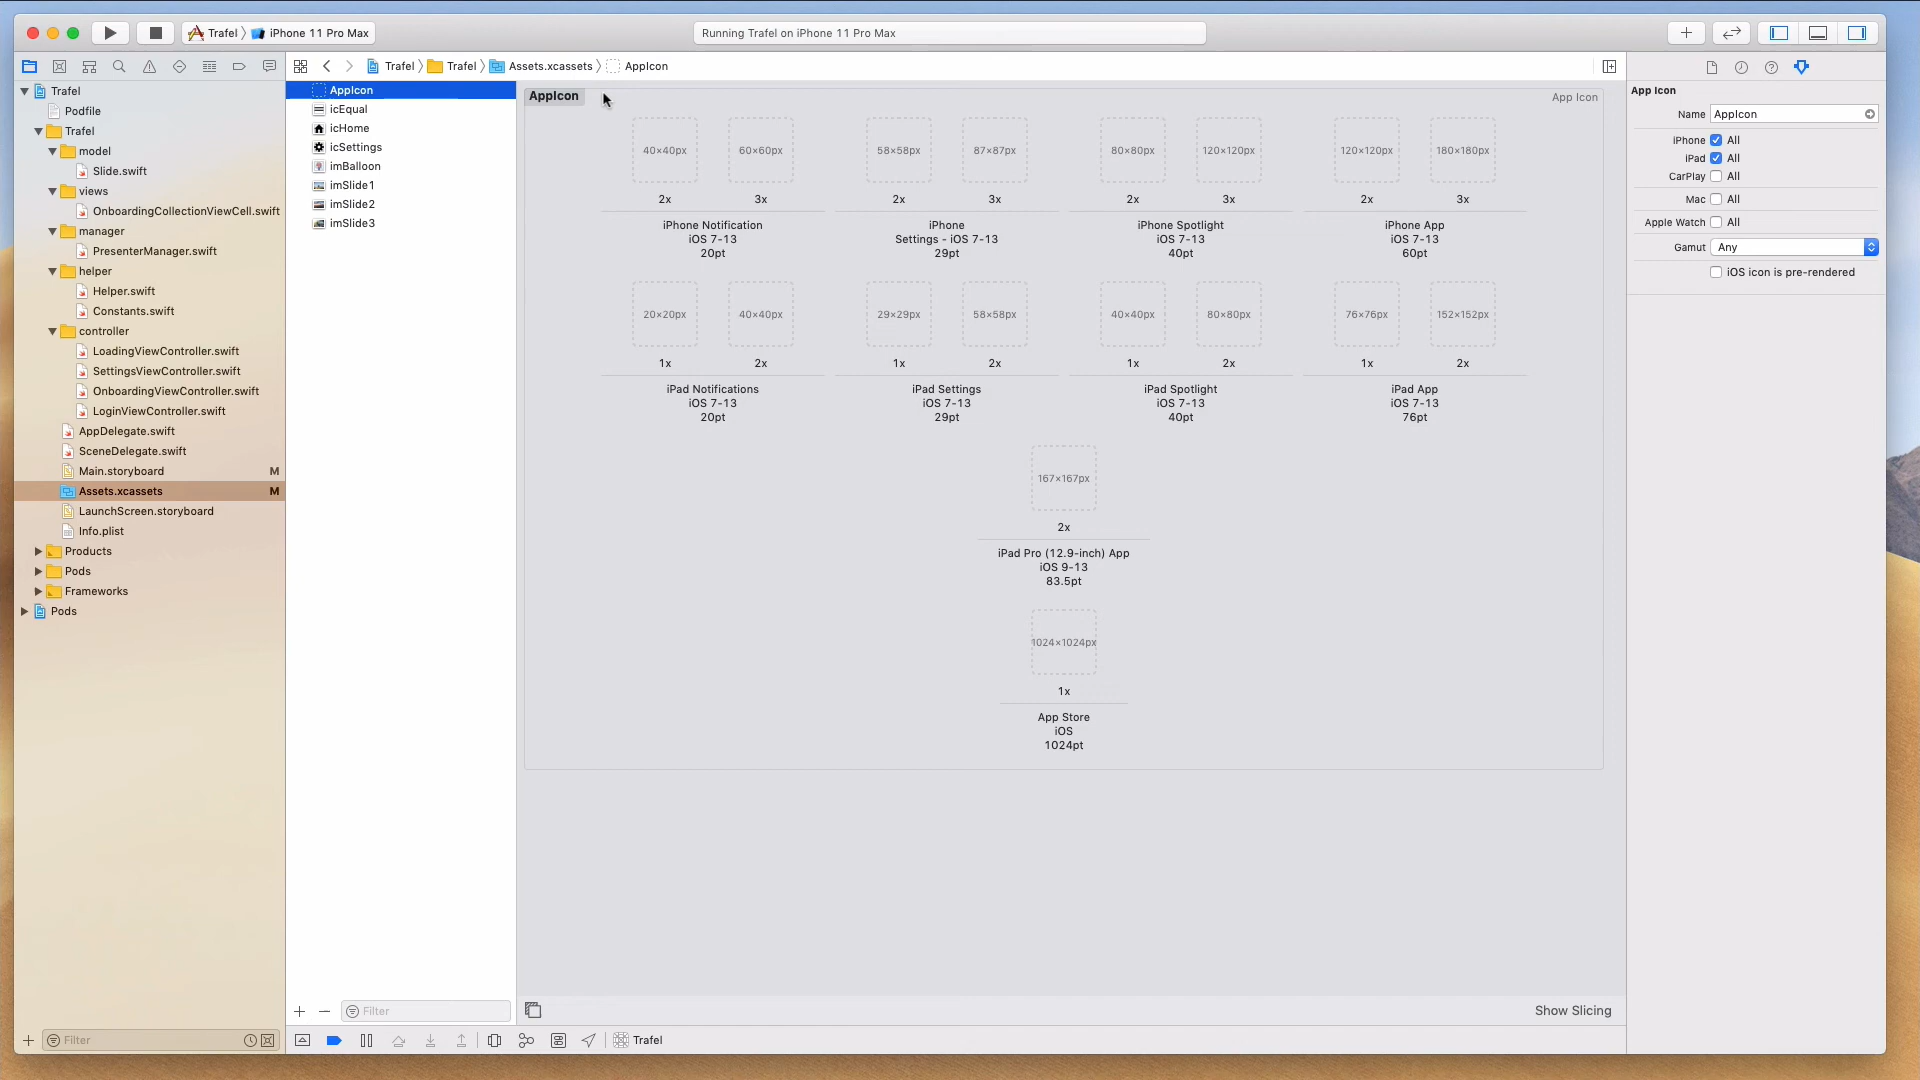 Trafel
iPhone 11 Pro Max
Running Trafel on iPhone 11 Pro Max
Trafel
Trafel
Assets.xcassets
AppIcon
Trafel
Podfile
Trafel
model
Slide.swift
views
OnboardingCollectionViewCell.swift
manager
PresenterManager.swift
helper
Helper.swift
Constants.swift
controller
LoadingViewController.swift
SettingsViewController.swift
OnboardingViewController.swift
LoginViewController.swift
AppDelegate.swift
SceneDelegate.swift
Main.storyboard M
Assets.xcassets M
LaunchScreen.storyboard
Info.plist
Products
Pods
Frameworks
Pods
Filter
AppIcon
icEqual
icHome
icSettings
imBalloon
imSlide1
imSlide2
imSlide3
Filter
AppIcon
App Icon
40×40px 60×60px 58×58px 87×87px 80×80px 120×120px 120×120px 180×180px
2x 3x 2x 3x 2x 3x 2x 3x
iPhone Notification iPhone iPhone Spotlight iPhone App
iOS 7-13 Settings - iOS 7-13 iOS 7-13 iOS 7-13
20pt 29pt 40pt 60pt
20×20px 40×40px 29×29px 58×58px 40×40px 80×80px 76×76px 152×152px
1x 2x 1x 2x 1x 2x 1x 2x
iPad Notifications iPad Settings iPad Spotlight iPad App
iOS 7-13 iOS 7-13 iOS 7-13 iOS 7-13
20pt 29pt 40pt 76pt
167×167px
2x
iPad Pro (12.9-inch) App
iOS 9-13
83.5pt
1024×1024px
1x
App Store
iOS
1024pt
Show Slicing
Trafel
App Icon
Name AppIcon
iPhone All
iPad All
CarPlay All
Mac All
Apple Watch All
Gamut Any
iOS icon is pre-rendered